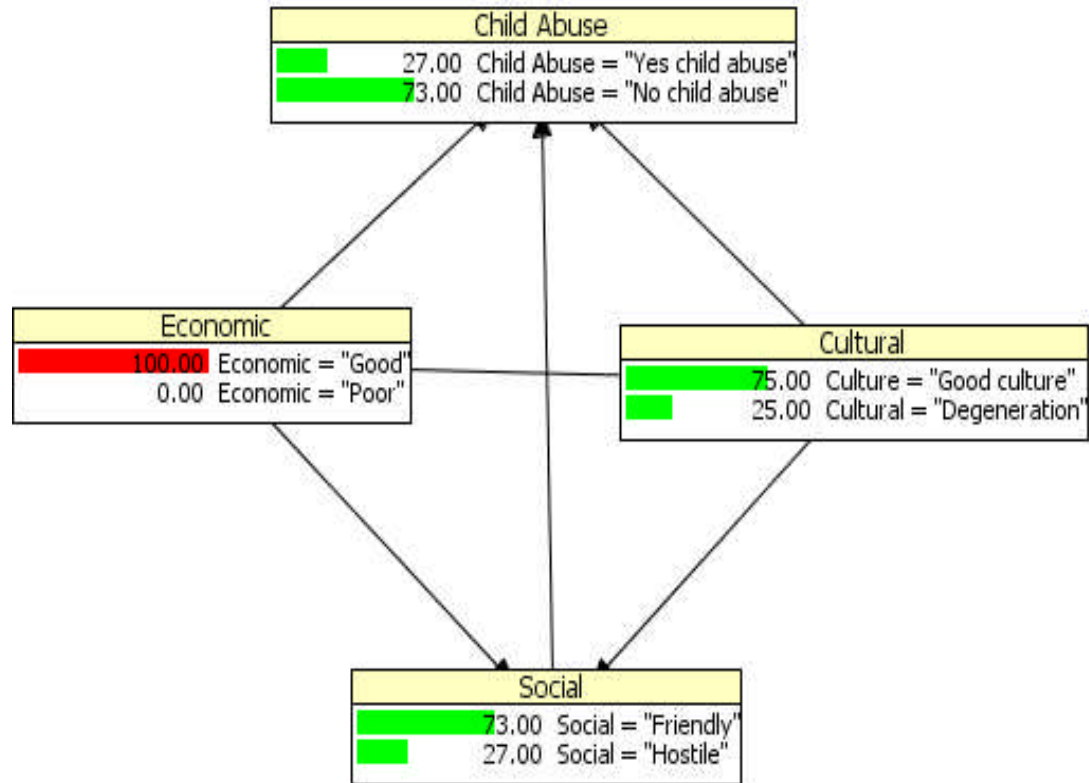 Child Abuse
27.00 Child Abuse = "Yes child abuse"
73.00 Child Abuse = "No child abuse"
Economic
100.00 Economic = "Good"
0.00 Economic = "Poor"
Cultural
75.00 Culture = "Good culture"
25.00 Cultural = "Degeneration"
Social
73.00 Social = "Friendly"
27.00 Social = "Hostile"